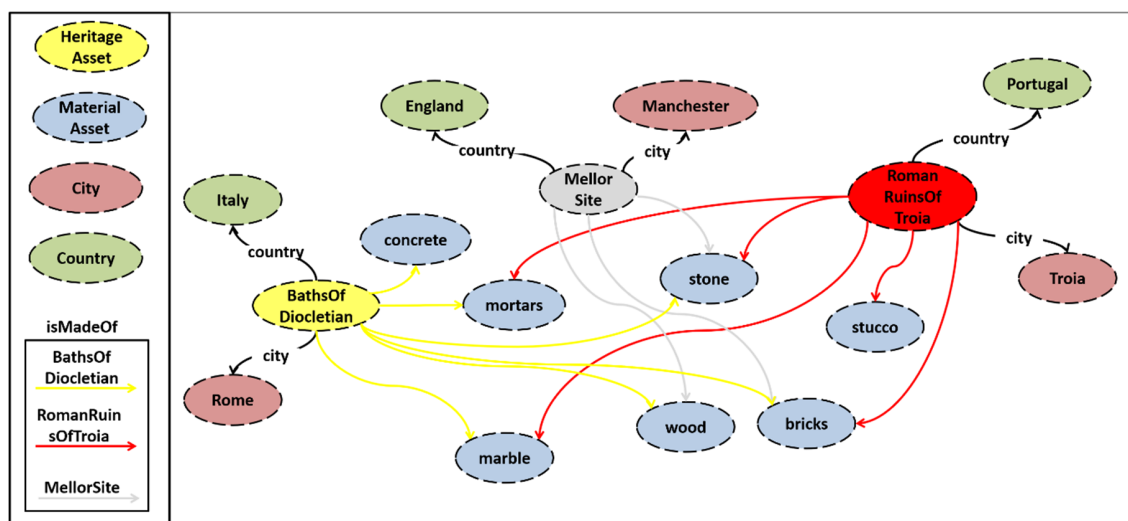 Heritage
Asset
Material
Asset
City
Country
isMadeOf
BathsOf
Diocletian
RomanRuin
sOfTroia
MellorSite
England
Manchester
Portugal
country
city
country
Mellor
Site
Roman
RuinsOf
Troia
Italy
country
concrete
city
BathsOf
Diocletian
mortars
stone
Troia
stucco
city
Rome
marble
wood
bricks